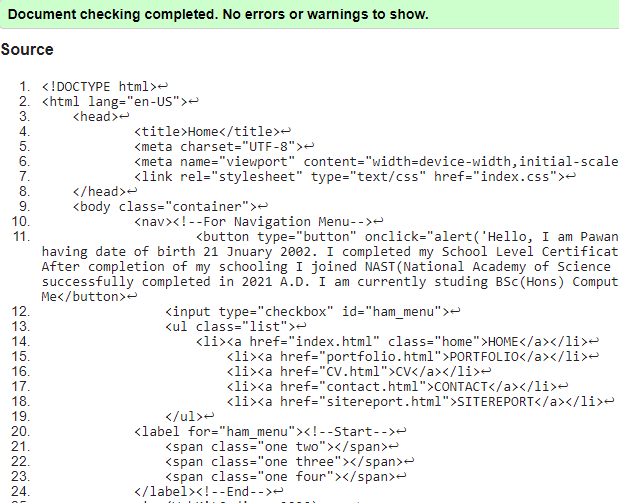 Document checking completed. No errors or warnings to show.
Source
1. <!DOCTYPE html>↩
2. <html lang="en-US">↩
3. <head>↩
4. <title>Home</title>↩
5. <meta charset="UTF-8">↩
6. <meta name="viewport" content="width=device-width,initial-scale
7. <link rel="stylesheet" type="text/css" href="index.css">↩
8. </head>↩
9. <body class="container">↩
10. <nav><!--For Navigation Menu-->↩
11. <button type="button" onclick="alert('Hello, I am Pawan
having date of birth 21 Jnuary 2002. I completed my School Level Certificat
After completion of my schooling I joined NAST(National Academy of Science
successfully completed in 2021 A.D. I am currently studing BSc(Hons) Comput
Me</button>↩
12. <input type="checkbox" id="ham_menu">↩
13. <ul class="list">↩
14. <li><a href="index.html" class="home">HOME</a></li>↩
15. <li><a href="portfolio.html">PORTFOLIO</a></li>↩
16. <li><a href="CV.html">CV</a></li>↩
17. <li><a href="contact.html">CONTACT</a></li>↩
18. <li><a href="sitereport.html">SITEREPORT</a></li>↩
19. </ul>↩
20. <label for="ham_menu"><!--Start-->↩
21. <span class="one two"></span>↩
22. <span class="one three"></span>↩
23. <span class="one four"></span>↩
24. </label><!--End-->↩